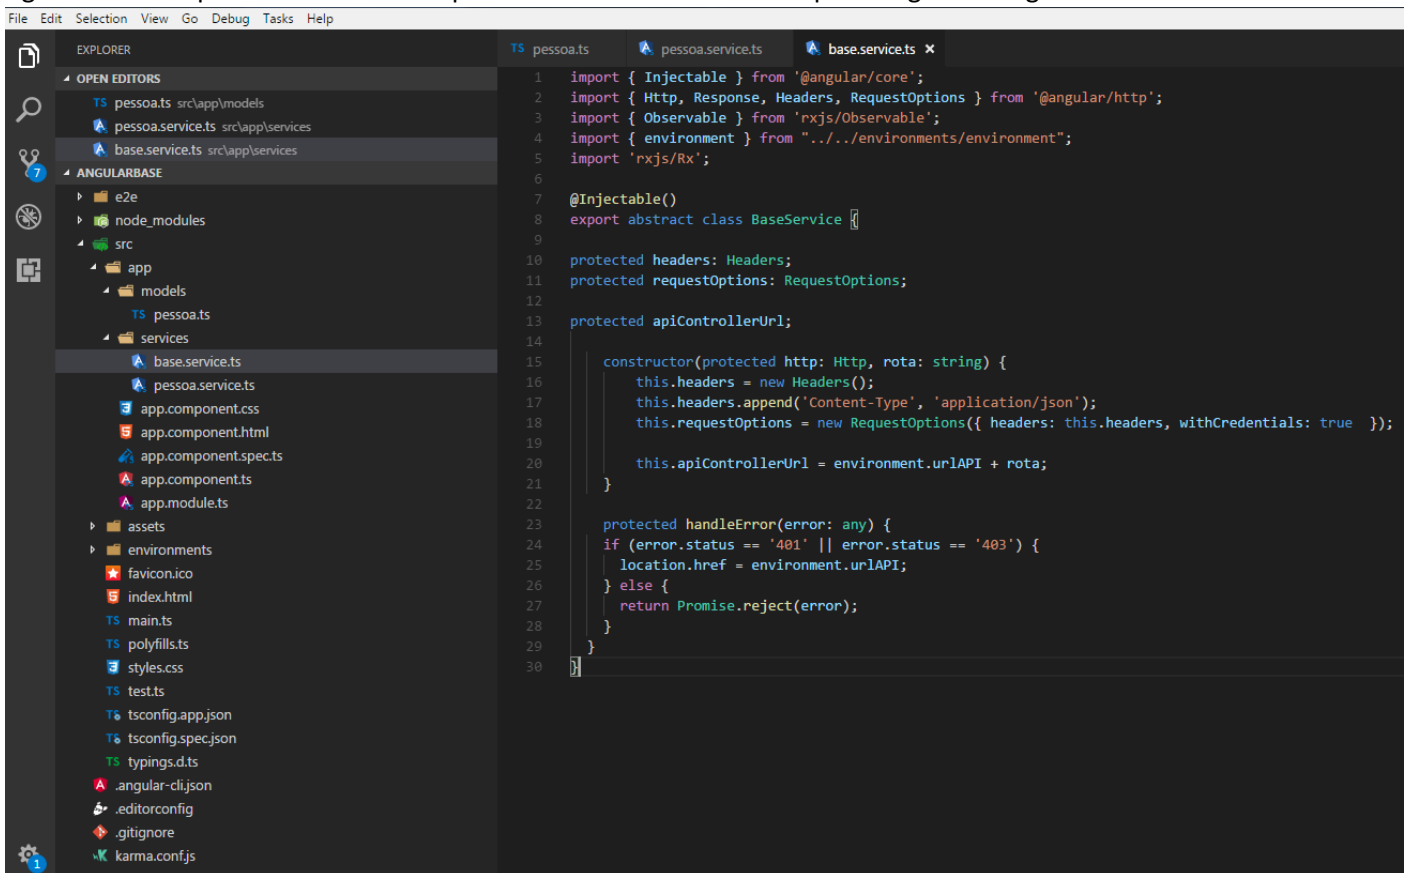 File Edit Selection View Go Debug Tasks Help
EXPLORER
OPEN EDITORS
TS pessoa.ts src\app\models
pessoa.service.ts src\app\services
base.service.ts src\app\services
7
ANGULARBASE
e2e
node_modules
src
app
models
TS pessoa.ts
services
base.service.ts
pessoa.service.ts
app.component.css
app.component.html
app.component.spec.ts
app.component.ts
app.module.ts
assets
environments
favicon.ico
index.html
TS main.ts
TS polyfills.ts
styles.css
TS test.ts
TS tsconfig.app.json
TS tsconfig.spec.json
TS typings.d.ts
.angular-cli.json
.editorconfig
.gitignore
K karma.conf.js
1
TS pessoa.ts pessoa.service.ts base.service.ts ×
1 import { Injectable } from '@angular/core';
2 import { Http, Response, Headers, RequestOptions } from '@angular/http';
3 import { Observable } from 'rxjs/Observable';
4 import { environment } from "../../environments/environment";
5 import 'rxjs/Rx';
6
7 @Injectable()
8 export abstract class BaseService {
9
10 protected headers: Headers;
11 protected requestOptions: RequestOptions;
12
13 protected apiControllerUrl;
14
15 constructor(protected http: Http, rota: string) {
16 this.headers = new Headers();
17 this.headers.append('Content-Type', 'application/json');
18 this.requestOptions = new RequestOptions({ headers: this.headers, withCredentials: true });
19
20 this.apiControllerUrl = environment.urlAPI + rota;
21 }
22
23 protected handleError(error: any) {
24 if (error.status == '401' || error.status == '403') {
25 location.href = environment.urlAPI;
26 } else {
27 return Promise.reject(error);
28 }
29 }
30 }